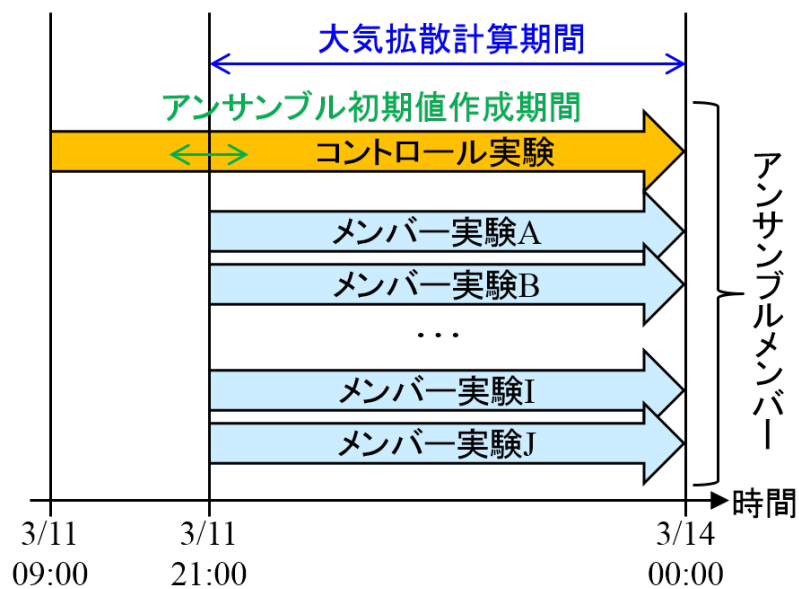 大気拡散計算期間
アンサンブル初期値作成期間
コントロール実験
メンバー実験A
メンバー実験B
...
メンバー実験I
メンバー実験J
アンサンブルメンバー
時間
3/11
09:00
3/11
21:00
3/14
00:00